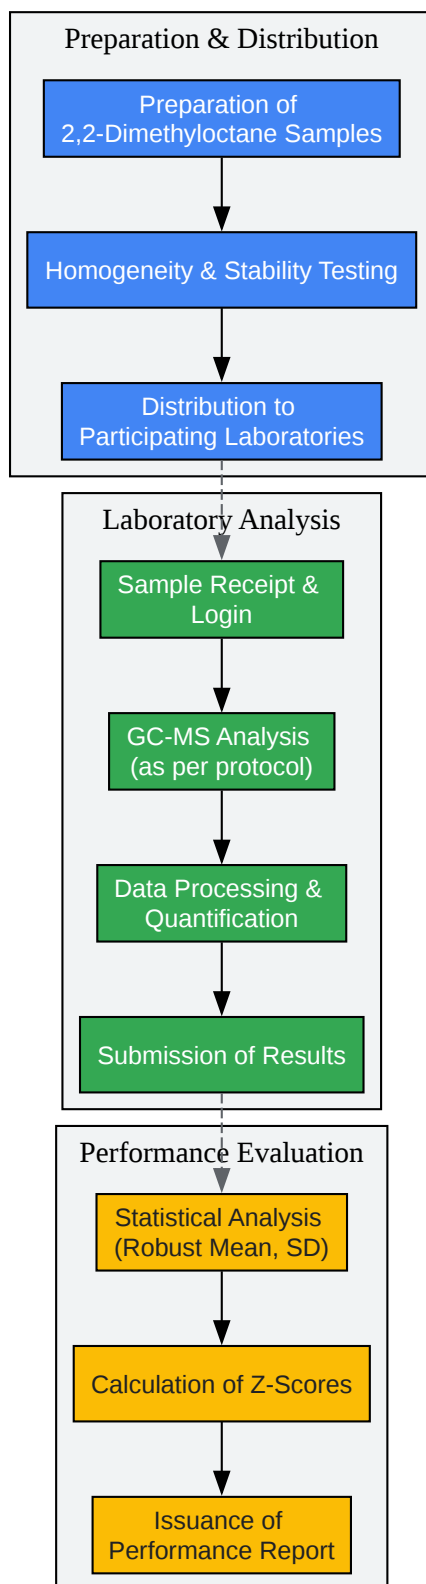 Preparation & Distribution
Preparation of
2,2-Dimethyloctane Samples
Homogeneity & Stability Testing
Distribution to
Participating Laboratories
Laboratory Analysis
Sample Receipt &
Login
GC-MS Analysis
(as per protocol)
Data Processing &
Quantification
Submission of Results
Performance Evaluation
Statistical Analysis
(Robust Mean, SD)
Calculation of Z-Scores
Issuance of
Performance Report